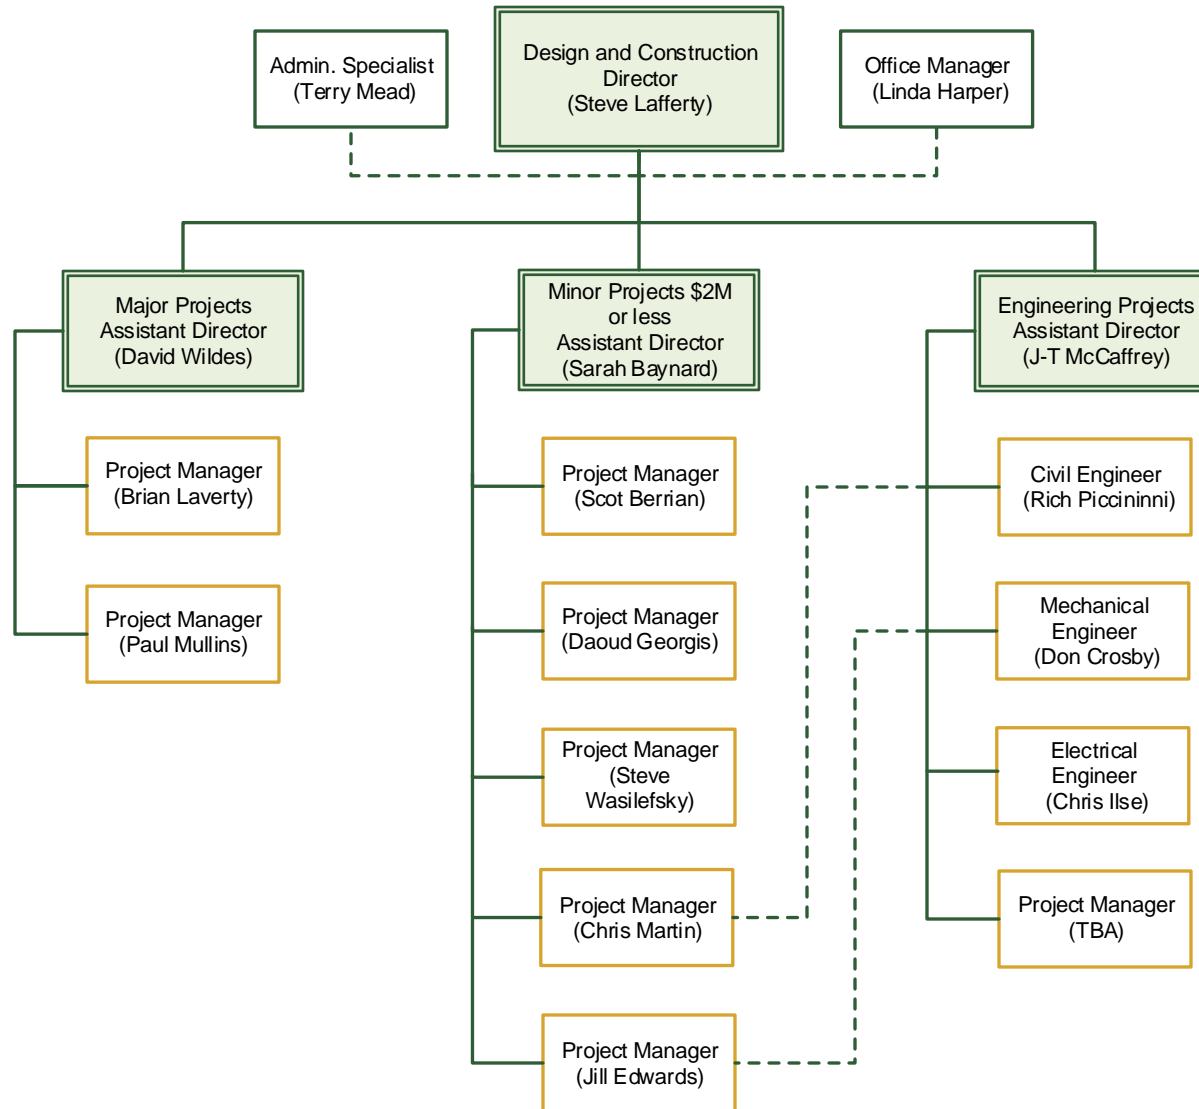 Admin. Specialist
(Terry Mead)
Design and Construction
Director
(Steve Lafferty)
Office Manager
(Linda Harper)
Major Projects
Assistant Director
(David Wildes)
Minor Projects $2M
or less
Assistant Director
(Sarah Baynard)
Engineering Projects
Assistant Director
(J-T McCaffrey)
Project Manager
(Brian Laverty)
Project Manager
(Paul Mullins)
Project Manager
(Scot Berrian)
Project Manager
(Daoud Georgis)
Project Manager
(Steve
Wasilefsky)
Project Manager
(Chris Martin)
Project Manager
(Jill Edwards)
Civil Engineer
(Rich Piccininni)
Mechanical
Engineer
(Don Crosby)
Electrical
Engineer
(Chris Ilse)
Project Manager
(TBA)